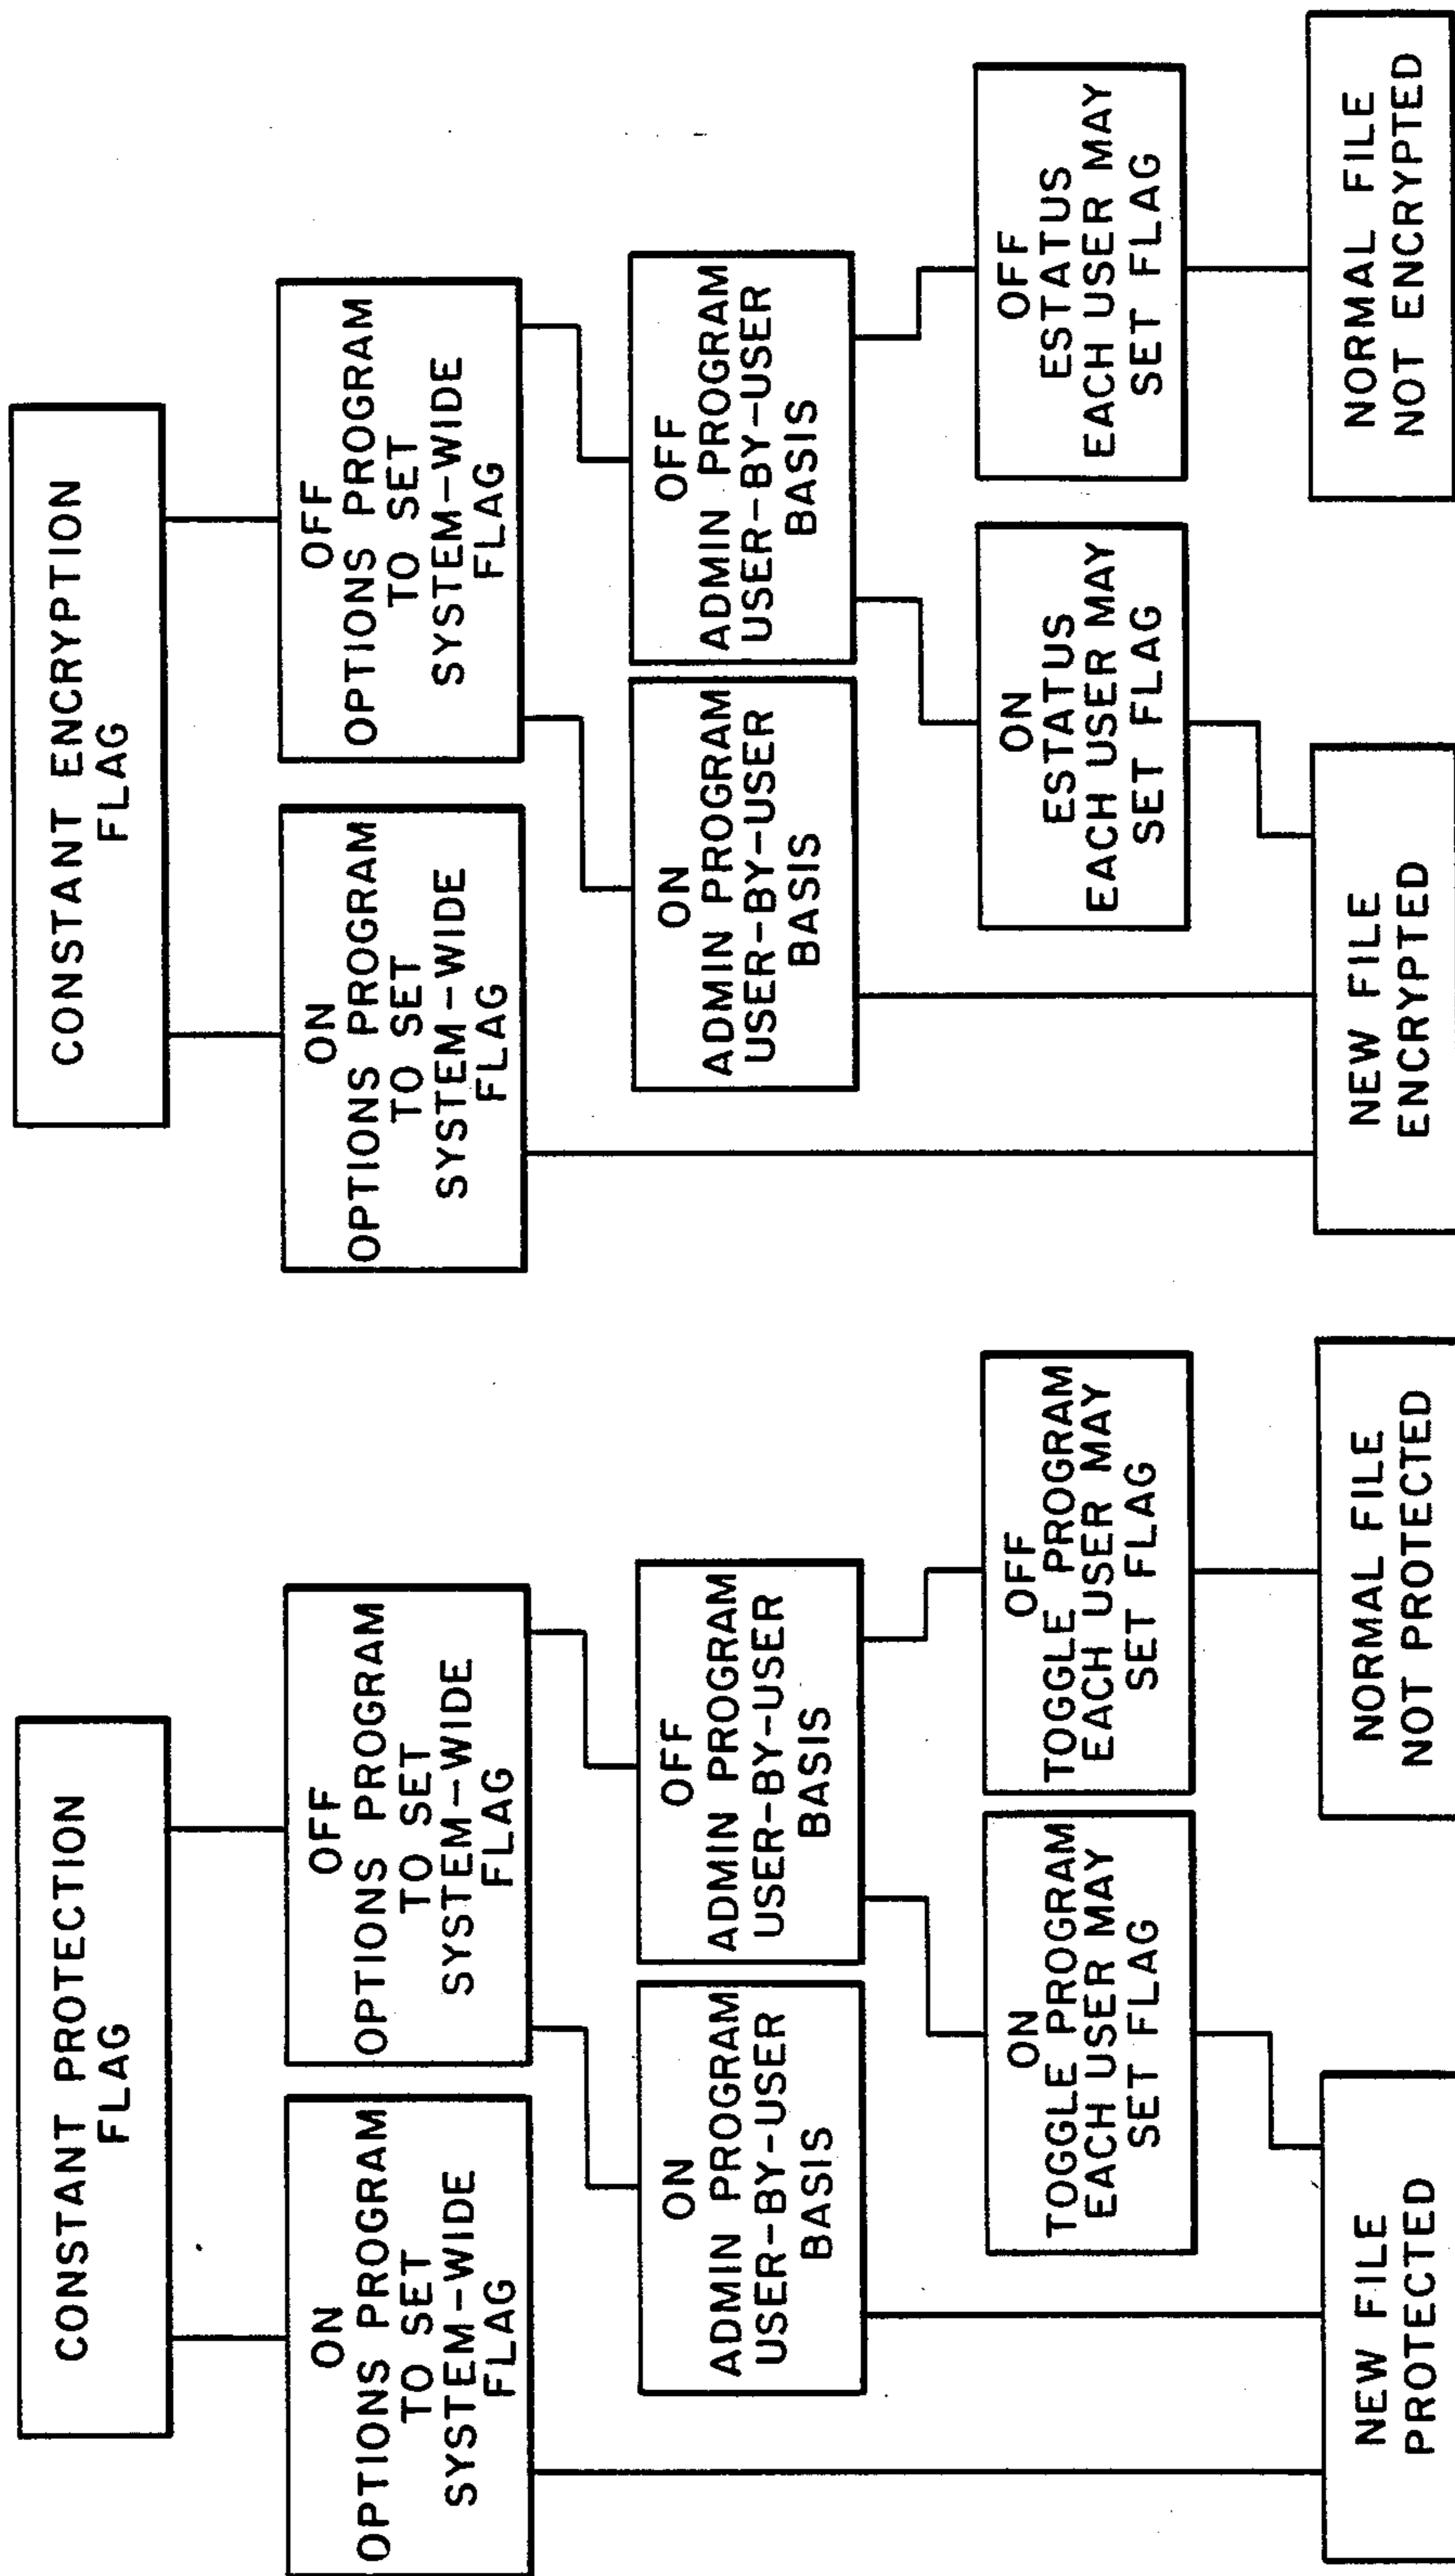 CONSTANT PROTECTION
FLAG
ON
OPTIONS PROGRAM
TO SET
SYSTEM-WIDE
FLAG
OFF
OPTIONS PROGRAM
TO SET
SYSTEM-WIDE
FLAG
ON
ADMIN PROGRAM
USER-BY-USER
BASIS
OFF
ADMIN PROGRAM
USER-BY-USER
BASIS
ON
TOGGLE PROGRAM
EACH USER MAY
SET FLAG
OFF
TOGGLE PROGRAM
EACH USER MAY
SET FLAG
NEW FILE
PROTECTED
NORMAL FILE
NOT PROTECTED
CONSTANT ENCRYPTION
FLAG
ON
OPTIONS PROGRAM
TO SET
SYSTEM-WIDE
FLAG
OFF
OPTIONS PROGRAM
TO SET
SYSTEM-WIDE
FLAG
ON
ADMIN PROGRAM
USER-BY-USER
BASIS
OFF
ADMIN PROGRAM
USER-BY-USER
BASIS
ON
ESTATUS
EACH USER MAY
SET FLAG
OFF
ESTATUS
EACH USER MAY
SET FLAG
NEW FILE
ENCRYPTED
NORMAL FILE
NOT ENCRYPTED